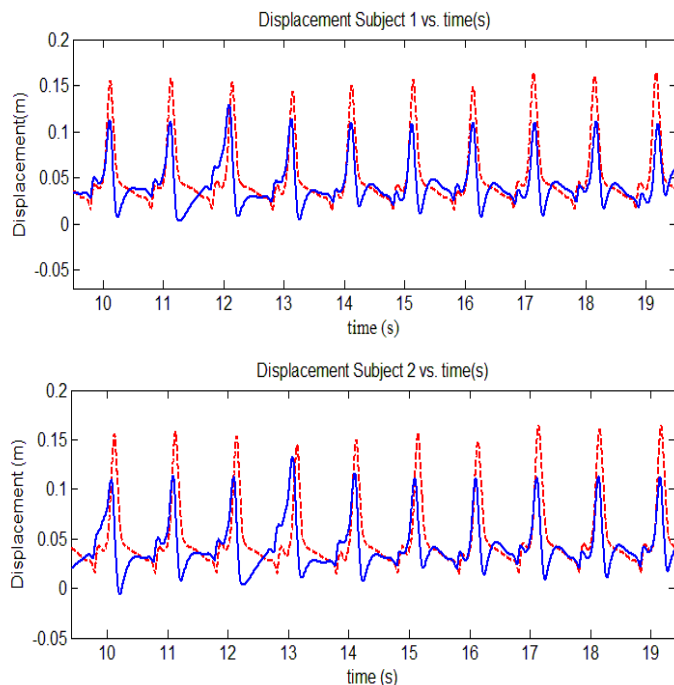 Displacement Subject 1 vs. time(s)
Displacement(m)
0.2
0.15
0.1
0.05
0
-0.05
10 11 12 13 14 15 16 17 18 19
time (s)
Displacement Subject 2 vs. time(s)
Displacement (m)
0.2
0.15
0.1
0.05
0
-0.05
10 11 12 13 14 15 16 17 18 19
time (s)